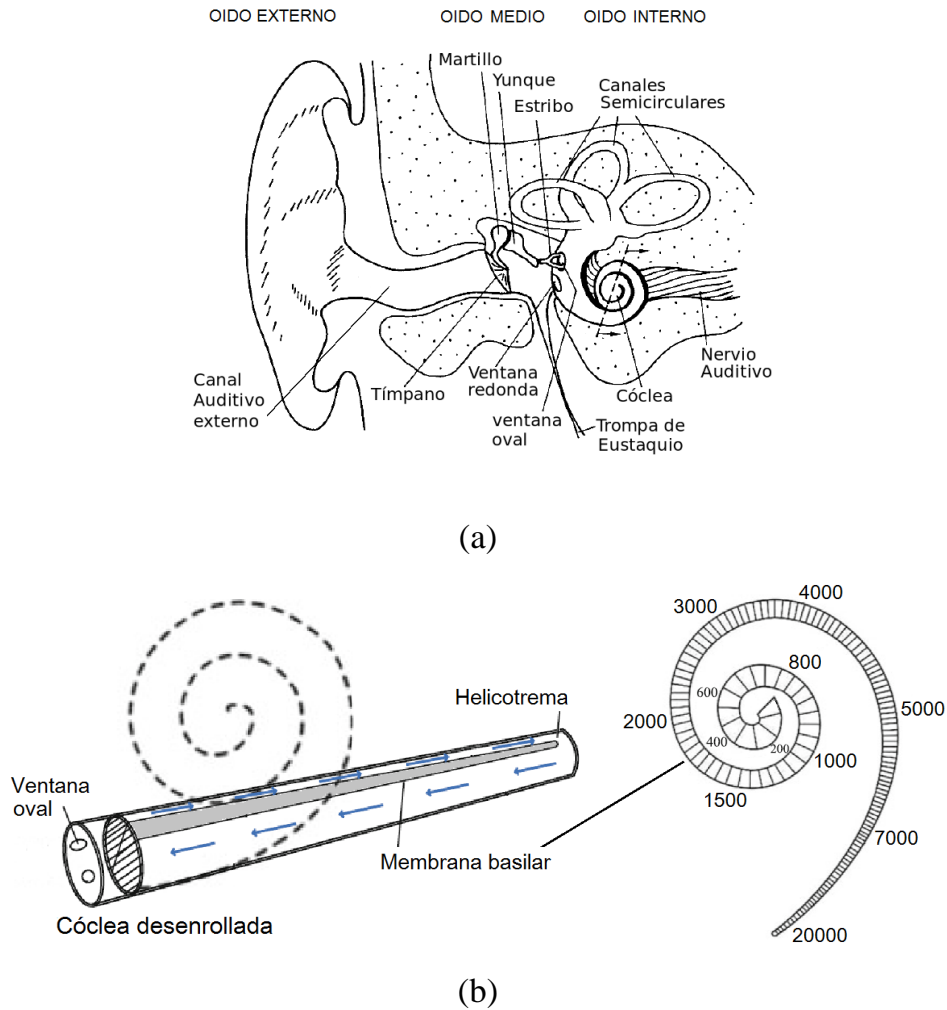 OIDO EXTERNO
OIDO MEDIO
OIDO INTERNO
Martillo
Yunque
Estribo
Canales
Semicirculares
Canal
Auditivo
externo
Tímpano
Ventana
redonda
ventana
oval
Cóclea
Trompa de
Eustaquio
Nervio
Auditivo
(a)
Ventana
oval
Helicotrema
Membrana basilar
Cóclea desenrollada
4000
3000
800
600
5000
2000
400
200
1000
1500
7000
20000
(b)